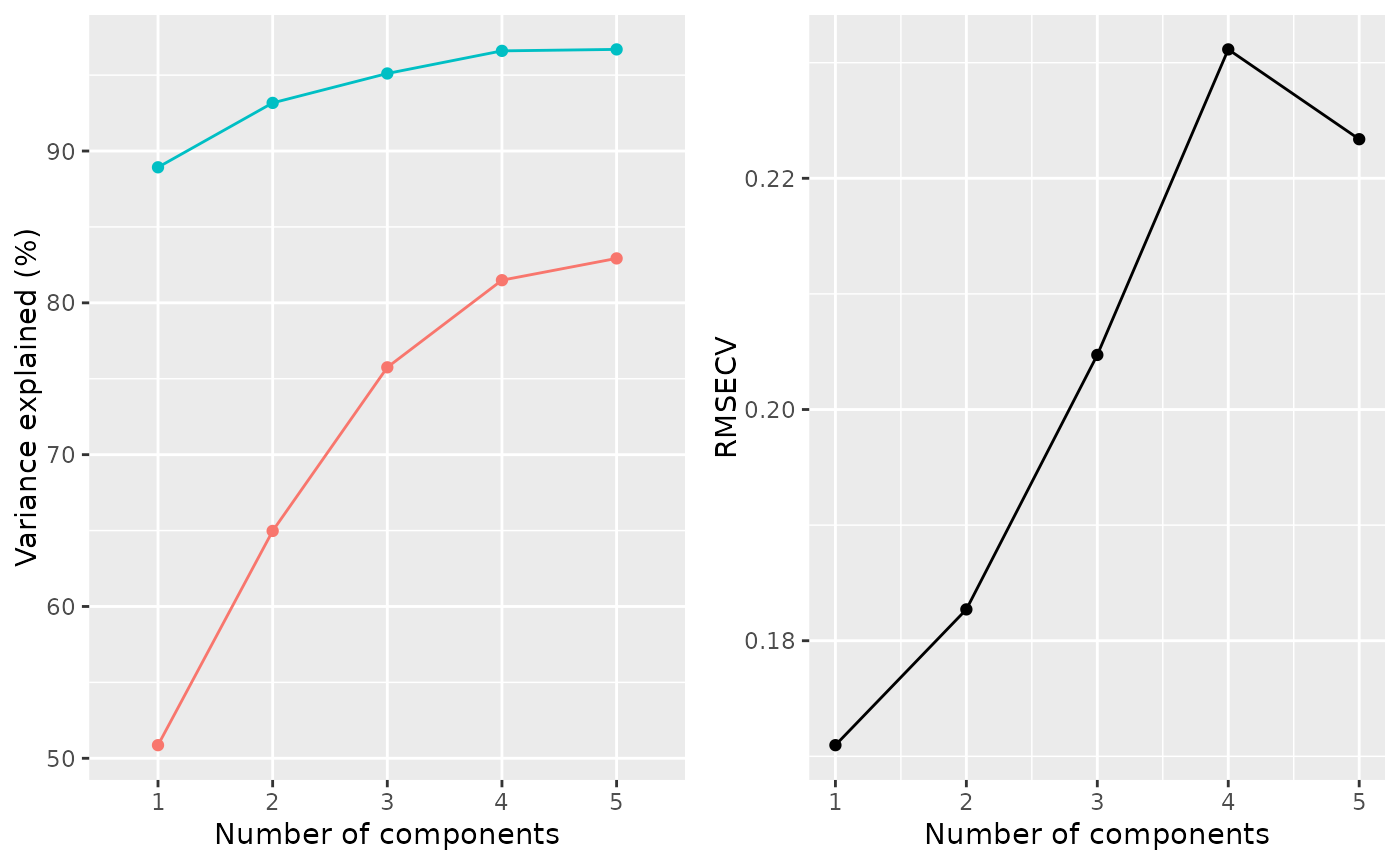 Variance explained (%)
90
80
70
60
50
1 2 3 4 5
Number of components
RMSECV
0.22
0.20
0.18
1 2 3 4 5
Number of components